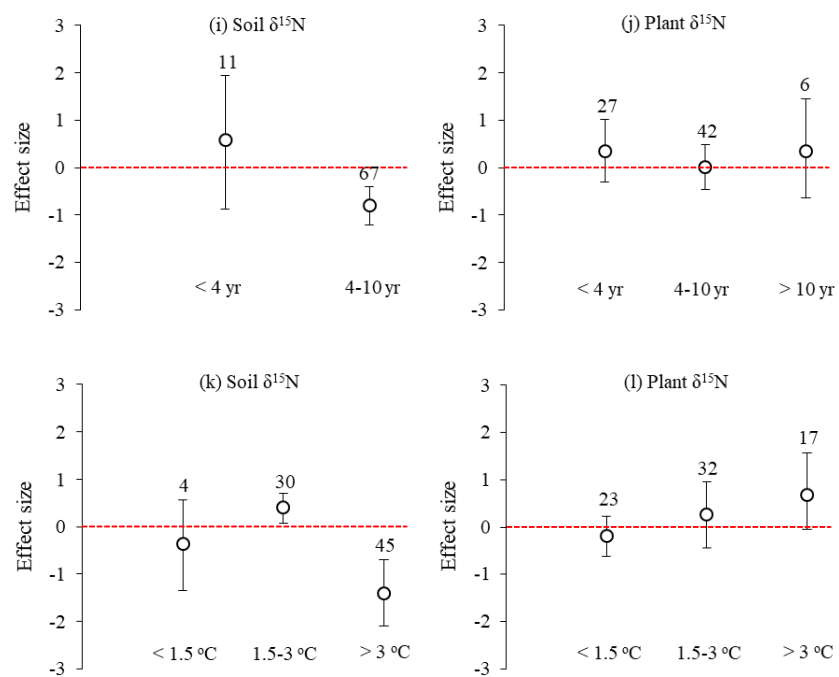 (i) Soil δ¹⁵N
3
2
1
0
-1
-2
-3
Effect size
11
67
< 4 yr
4-10 yr
(j) Plant δ¹⁵N
3
2
1
0
-1
-2
-3
Effect size
27
42
6
< 4 yr
4-10 yr
> 10 yr
(k) Soil δ¹⁵N
3
2
1
0
-1
-2
-3
Effect size
4
30
45
< 1.5 ºC
1.5-3 ºC
> 3 ºC
(l) Plant δ¹⁵N
3
2
1
0
-1
-2
-3
Effect size
23
32
17
< 1.5 ºC
1.5-3 ºC
> 3 ºC